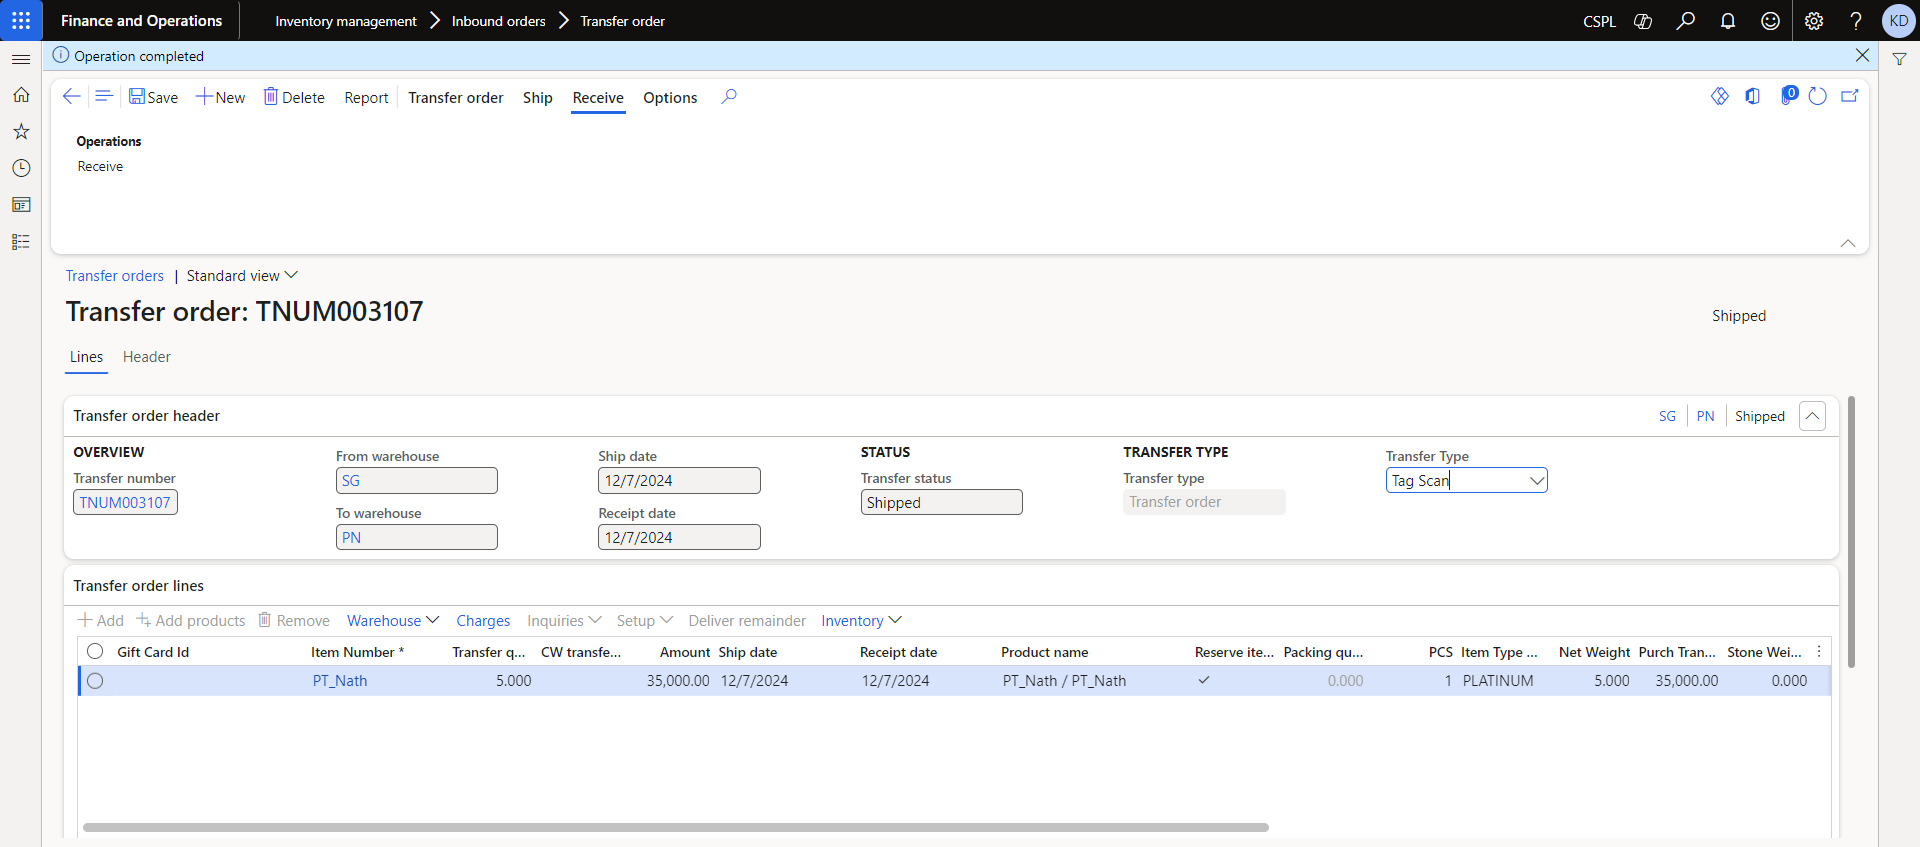 Finance and Operations
Inventory management > Inbound orders > Transfer order
CSPL
KD
Operation completed
Save New Delete Report Transfer order Ship Receive Options
0
Operations
Receive
Transfer orders | Standard view
Transfer order: TNUM003107
Shipped
Lines Header
Transfer order header
SG PN Shipped
OVERVIEW
Transfer number
TNUM003107
From warehouse
SG
To warehouse
PN
Ship date
12/7/2024
Receipt date
12/7/2024
STATUS
Transfer status
Shipped
TRANSFER TYPE
Transfer type
Transfer order
Transfer Type
Tag Scan
Transfer order lines
Add Add products Remove Warehouse Charges Inquiries Setup Deliver remainder Inventory
Gift Card Id Item Number * Transfer q... CW transfe... Amount Ship date Receipt date Product name Reserve ite... Packing qu... PCS Item Type ... Net Weight Purch Tran... Stone Wei...
PT_Nath 5.000 35,000.00 12/7/2024 12/7/2024 PT_Nath / PT_Nath 0.000 1 PLATINUM 5.000 35,000.00 0.000